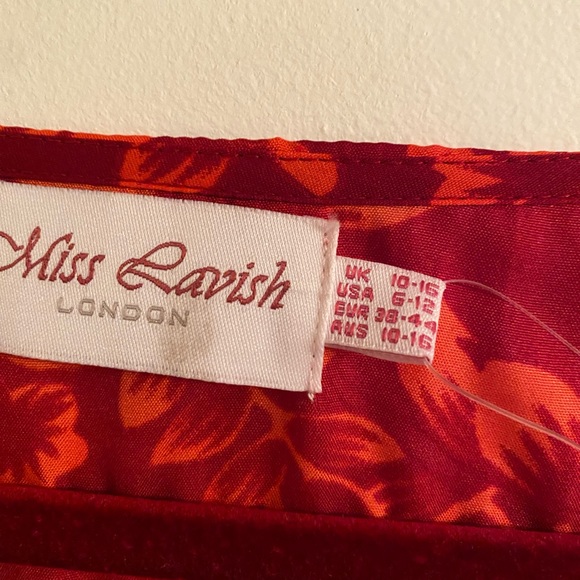 Miss Lavish
LONDON
UK 10-16
USA 6-12
EUR 38-44
AUS 10-16